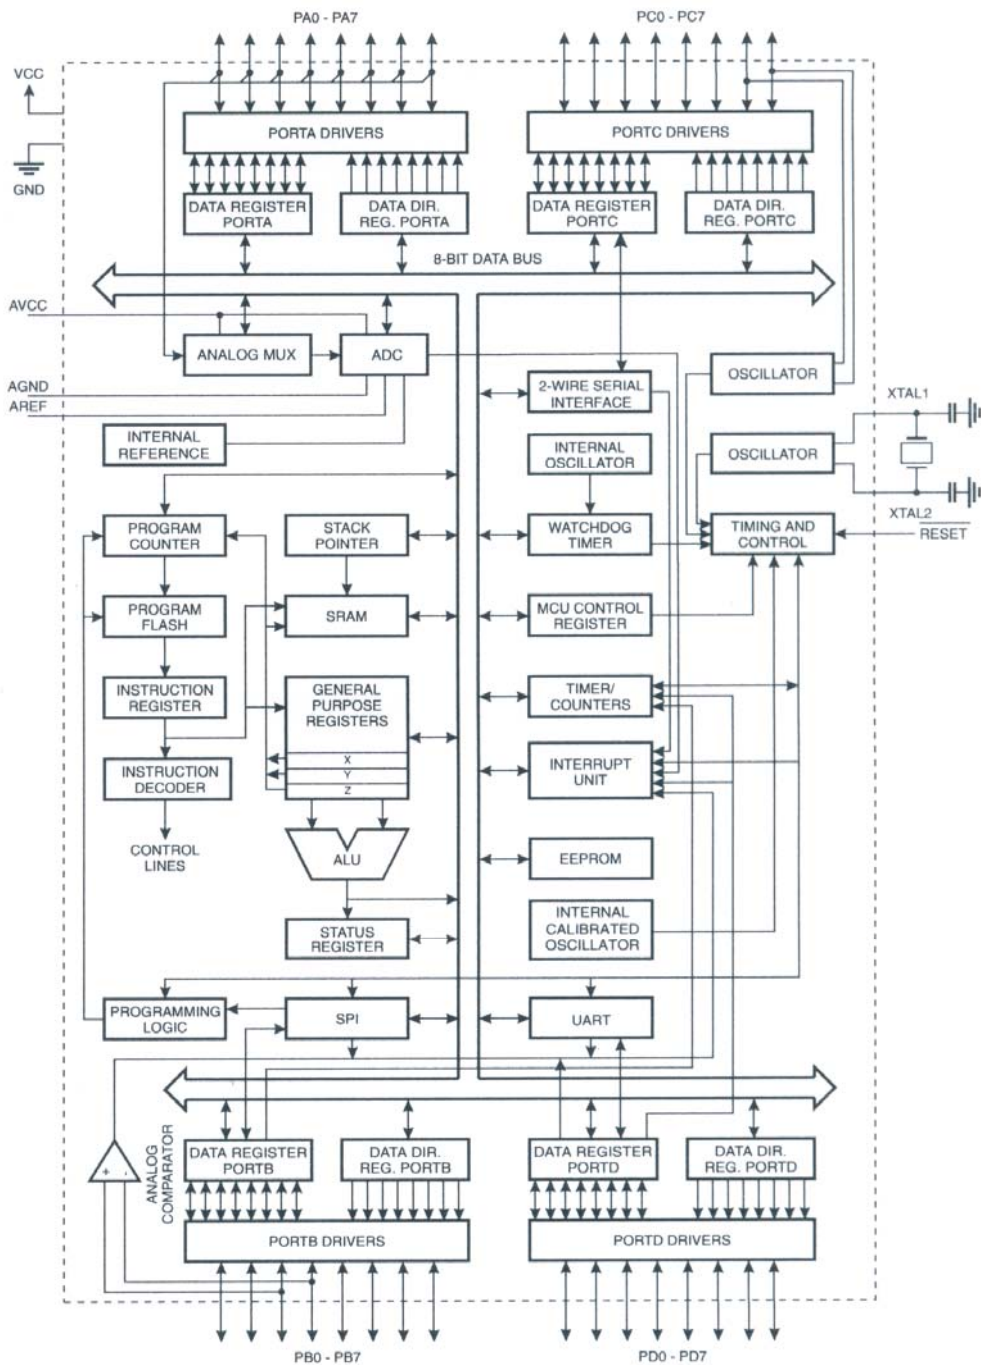 PA0 - PA7
PC0 - PC7
VCC
GND
PORTA DRIVERS
PORTC DRIVERS
DATA REGISTER
PORTA
DATA DIR.
REG. PORTA
DATA REGISTER
PORTC
DATA DIR.
REG. PORTC
8-BIT DATA BUS
AVCC
ANALOG MUX
ADC
AGND
AREF
2-WIRE SERIAL
INTERFACE
OSCILLATOR
XTAL1
INTERNAL
REFERENCE
INTERNAL
OSCILLATOR
OSCILLATOR
XTAL2
PROGRAM
COUNTER
STACK
POINTER
WATCHDOG
TIMER
TIMING AND
CONTROL
RESET
PROGRAM
FLASH
SRAM
MCU CONTROL
REGISTER
INSTRUCTION
REGISTER
GENERAL
PURPOSE
REGISTERS
X
Y
Z
TIMER/
COUNTERS
INSTRUCTION
DECODER
INTERRUPT
UNIT
CONTROL
LINES
ALU
EEPROM
STATUS
REGISTER
INTERNAL
CALIBRATED
OSCILLATOR
PROGRAMMING
LOGIC
SPI
UART
ANALOG
COMPARATOR
+ -
DATA REGISTER
PORTB
DATA DIR.
REG. PORTB
DATA REGISTER
PORTD
DATA DIR.
REG. PORTD
PORTB DRIVERS
PORTD DRIVERS
PB0 - PB7
PD0 - PD7